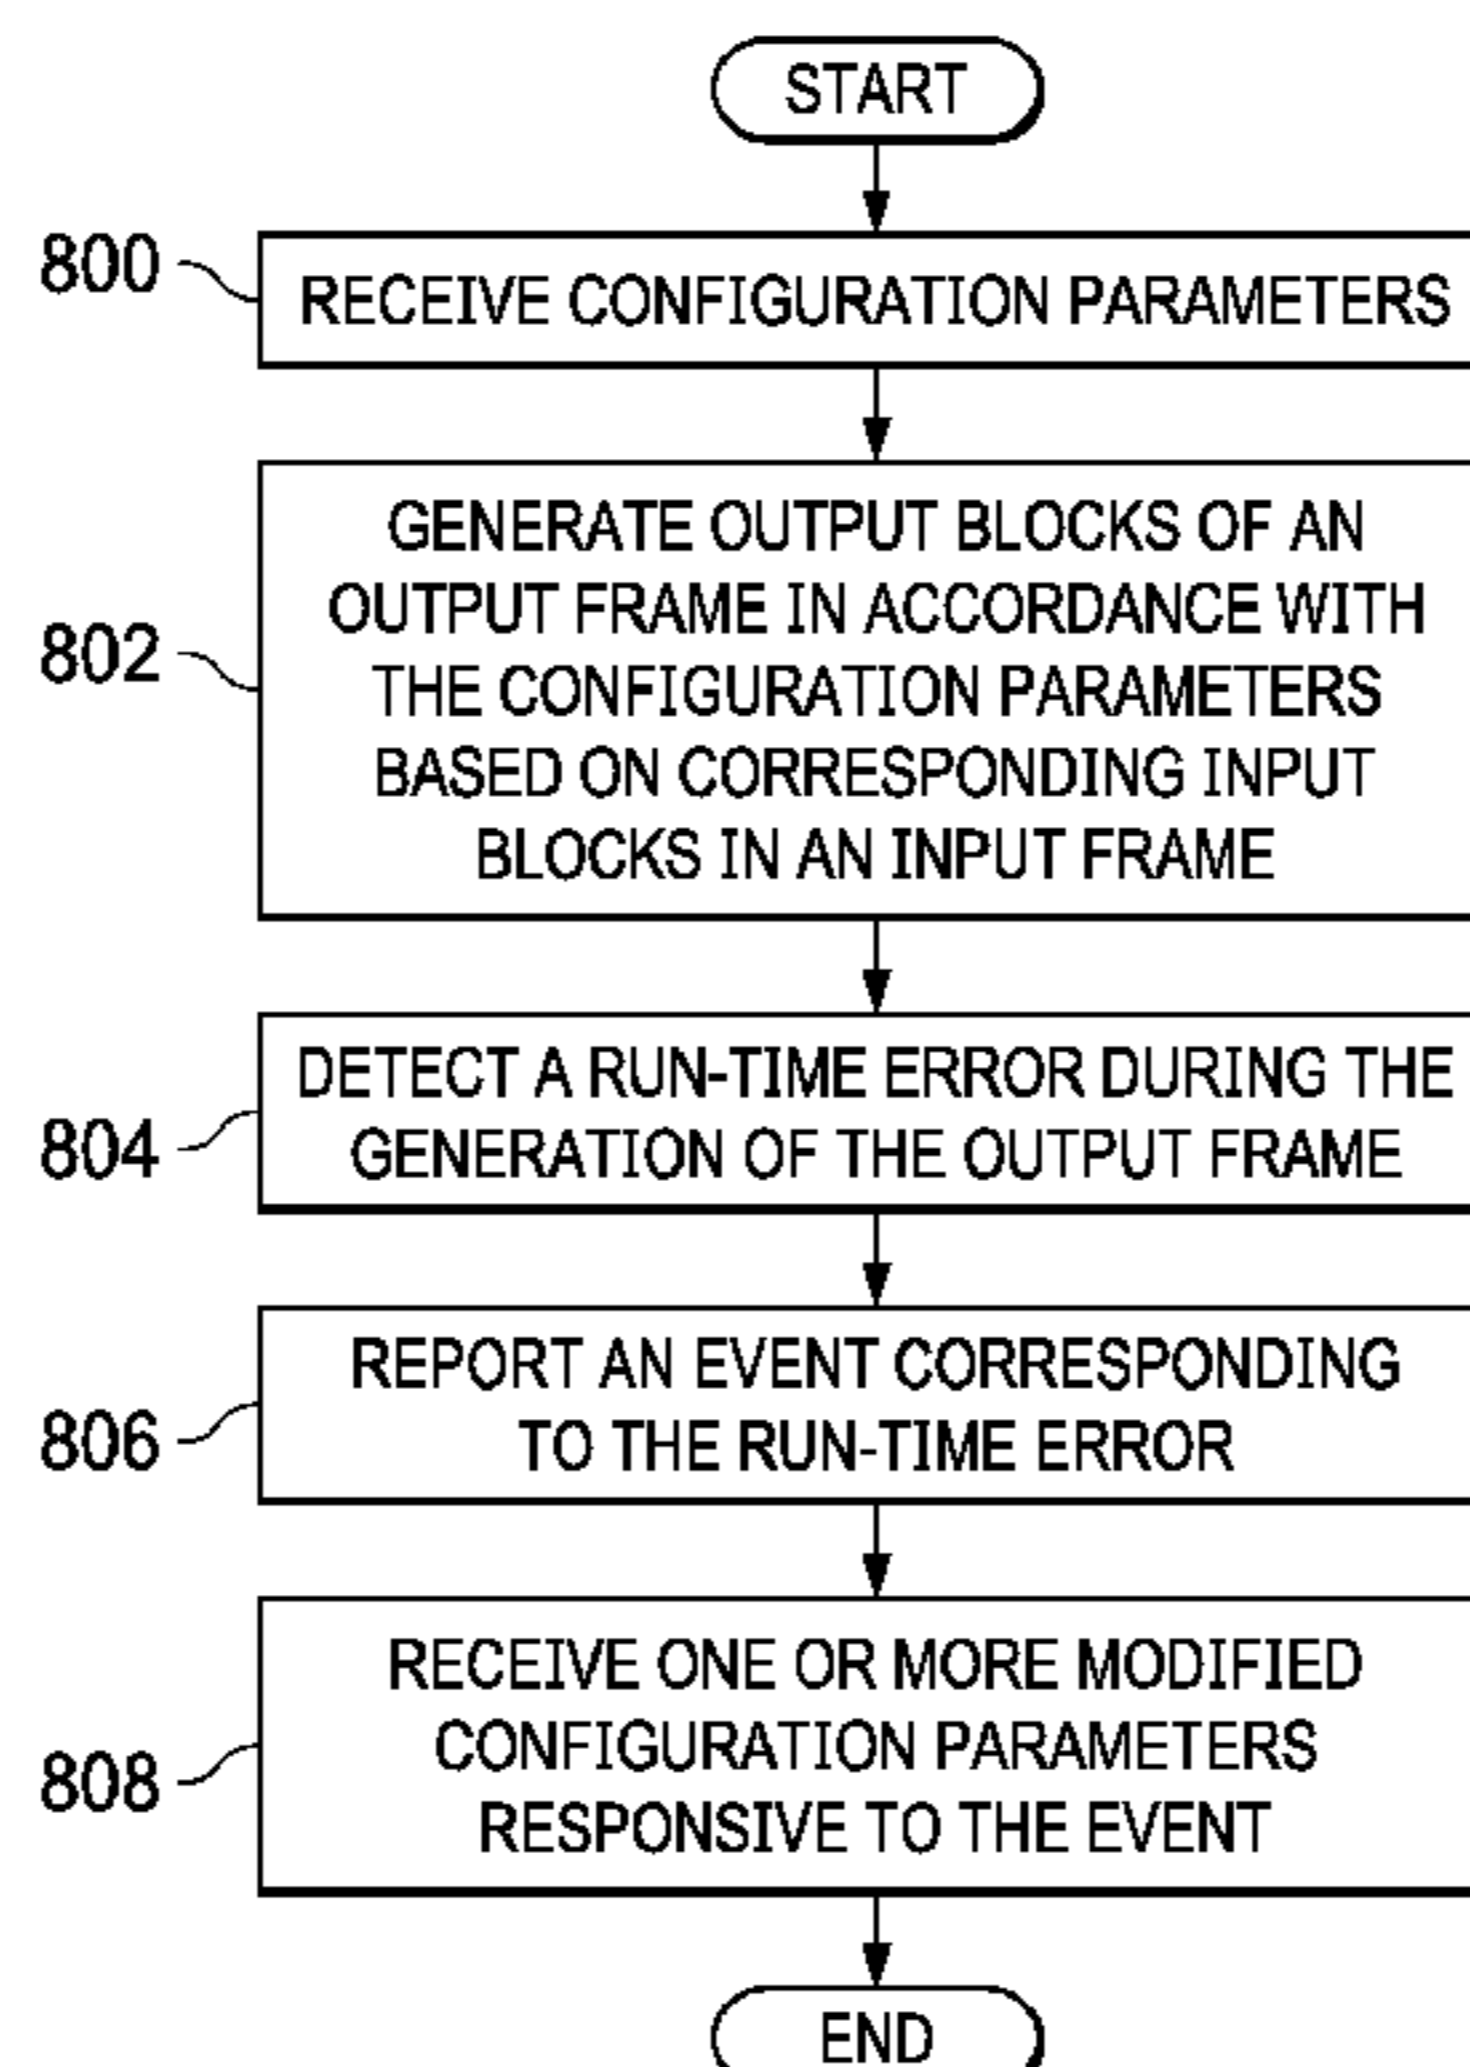 START
800
RECEIVE CONFIGURATION PARAMETERS
802
GENERATE OUTPUT BLOCKS OF AN
OUTPUT FRAME IN ACCORDANCE WITH
THE CONFIGURATION PARAMETERS
BASED ON CORRESPONDING INPUT
BLOCKS IN AN INPUT FRAME
804
DETECT A RUN-TIME ERROR DURING THE
GENERATION OF THE OUTPUT FRAME
806
REPORT AN EVENT CORRESPONDING
TO THE RUN-TIME ERROR
808
RECEIVE ONE OR MORE MODIFIED
CONFIGURATION PARAMETERS
RESPONSIVE TO THE EVENT
END